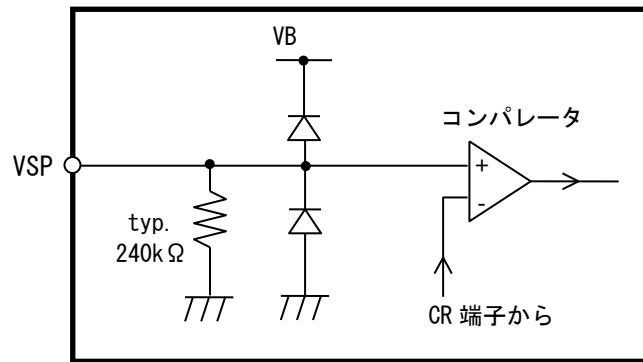 VB
コンパレータ
VSP
+
-
typ.
240kΩ
CR 端子から